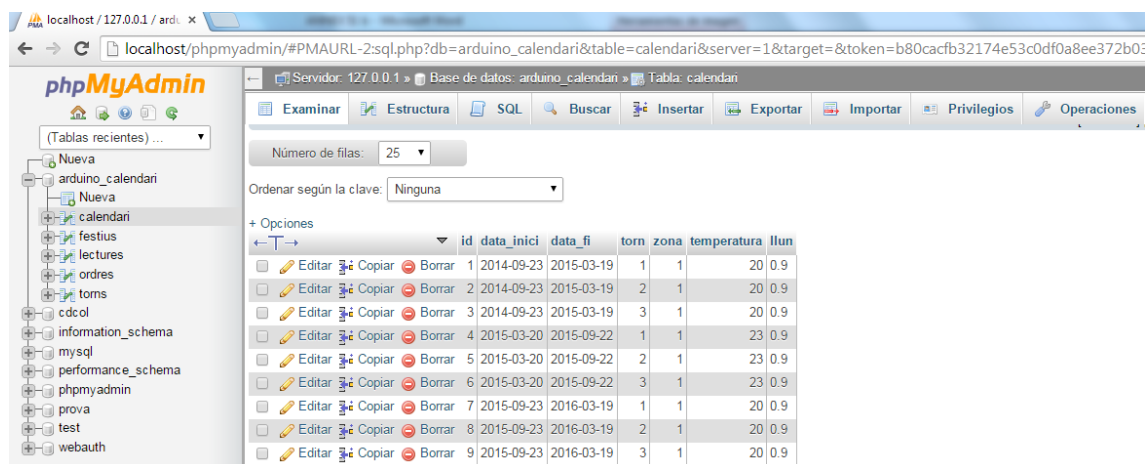 localhost / 127.0.0.1 / ardu
localhost/phpmyadmin/#PMAURL-2:sql.php?db=arduino_calendari&table=calendari&server=1&target=&token=b80cacfb32174e53c0df0a8ee372b03
phpMyAdmin
(Tablas recientes) ...
Nueva
arduino_calendari
Nueva
calendari
festius
lectures
ordres
torns
cdcol
information_schema
mysql
performance_schema
phpmyadmin
prova
test
webauth
Servidor: 127.0.0.1 » Base de datos: arduino_calendari » Tabla: calendari
Examinar Estructura SQL Buscar Insertar Exportar Importar Privilegios Operaciones
Número de filas: 25
Ordenar según la clave: Ninguna
+ Opciones
←T→ id data_inici data_fi torn zona temperatura llun
Editar Copiar Borrar 1 2014-09-23 2015-03-19 1 1 20 0.9
Editar Copiar Borrar 2 2014-09-23 2015-03-19 2 1 20 0.9
Editar Copiar Borrar 3 2014-09-23 2015-03-19 3 1 20 0.9
Editar Copiar Borrar 4 2015-03-20 2015-09-22 1 1 23 0.9
Editar Copiar Borrar 5 2015-03-20 2015-09-22 2 1 23 0.9
Editar Copiar Borrar 6 2015-03-20 2015-09-22 3 1 23 0.9
Editar Copiar Borrar 7 2015-09-23 2016-03-19 1 1 20 0.9
Editar Copiar Borrar 8 2015-09-23 2016-03-19 2 1 20 0.9
Editar Copiar Borrar 9 2015-09-23 2016-03-19 3 1 20 0.9